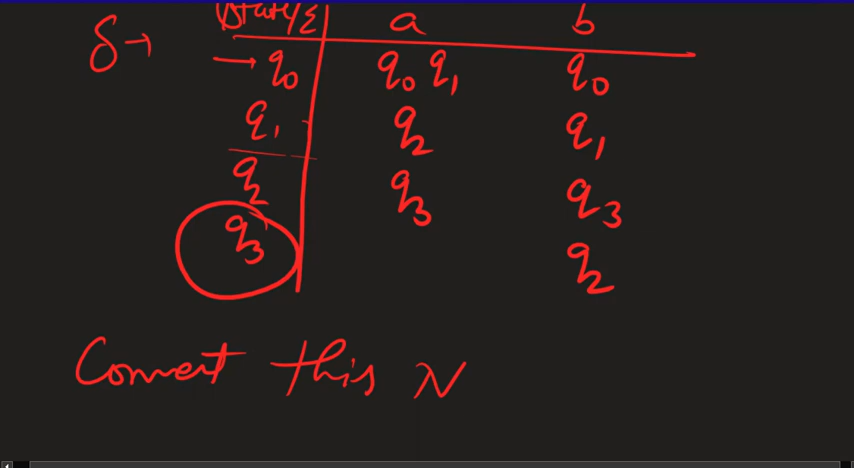 State/Σ a b
δ→ → q0 q0 q1 q0
q1 q2 q1
q2 q3 q3
q3 q2
Convert this N